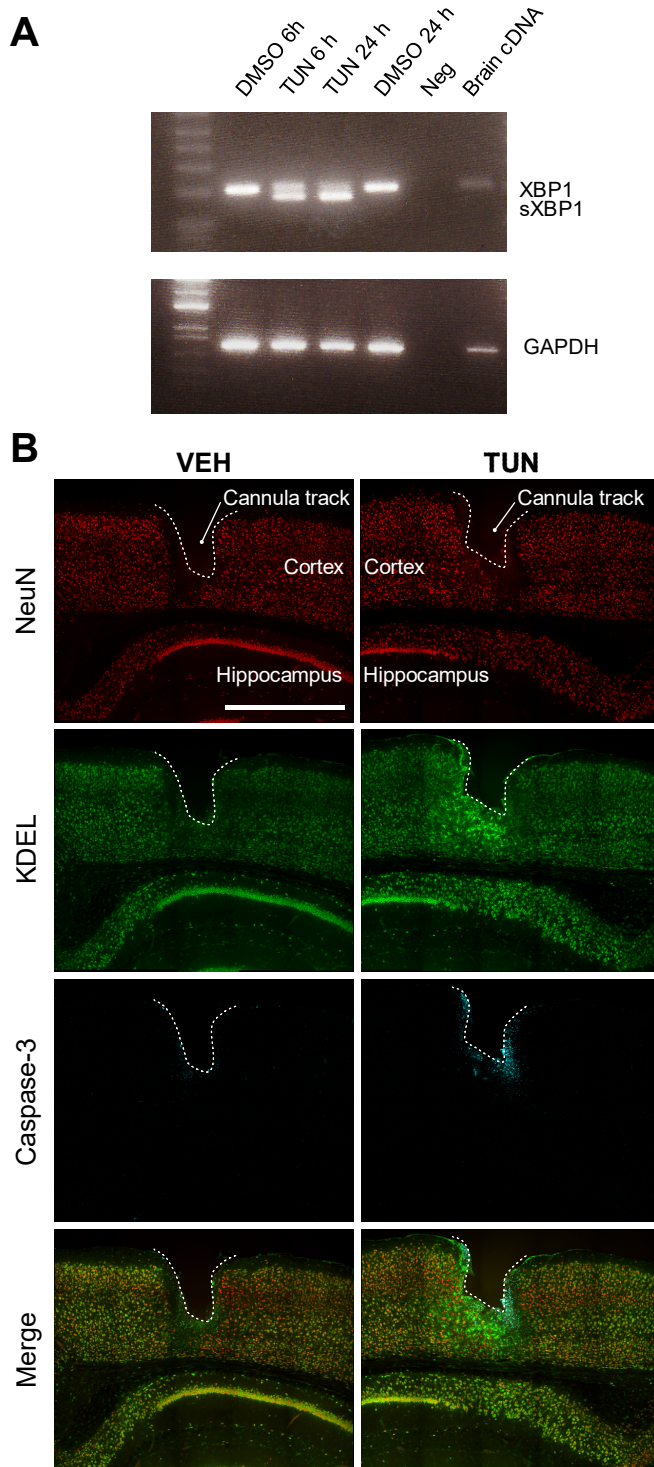 A
DMSO 6h
TUN 6 h
TUN 24 h
DMSO 24 h
Neg
Brain cDNA
XBP1
sXBP1
GAPDH
B
VEH
TUN
NeuN
Cannula track
Cortex
Hippocampus
Cannula track
Cortex
Hippocampus
KDEL
Caspase-3
Merge